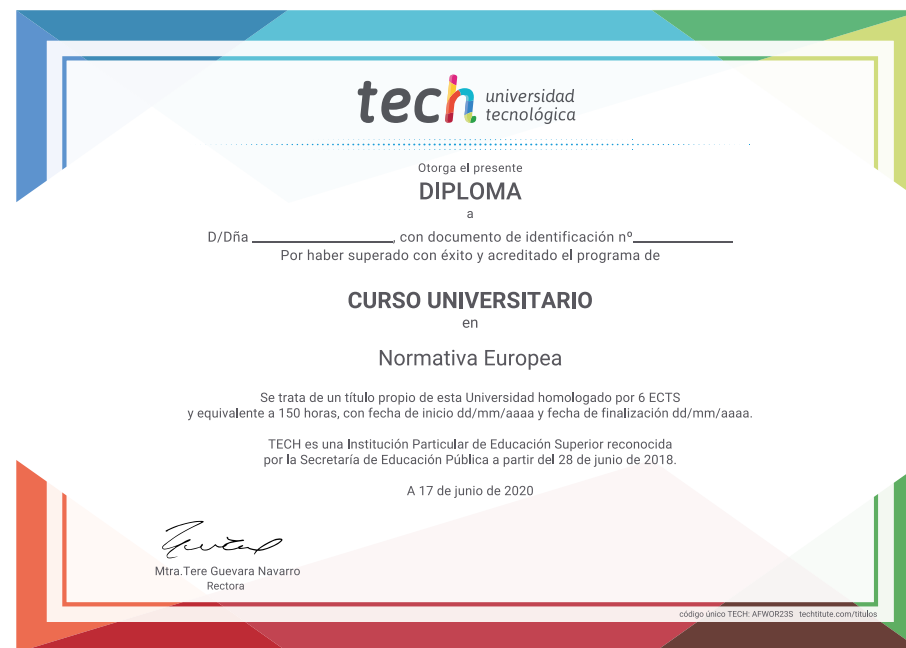 tech universidad
tecnológica
Otorga el presente
DIPLOMA
a
D/Dña ____________________, con documento de identificación nº______________
Por haber superado con éxito y acreditado el programa de
CURSO UNIVERSITARIO
en
Normativa Europea
Se trata de un título propio de esta Universidad homologado por 6 ECTS
y equivalente a 150 horas, con fecha de inicio dd/mm/aaaa y fecha de finalización dd/mm/aaaa.
TECH es una Institución Particular de Educación Superior reconocida
por la Secretaría de Educación Pública a partir del 28 de junio de 2018.
A 17 de junio de 2020
Mtra.Tere Guevara Navarro
Rectora
código único TECH: AFWOR23S techtitute.com/titulos